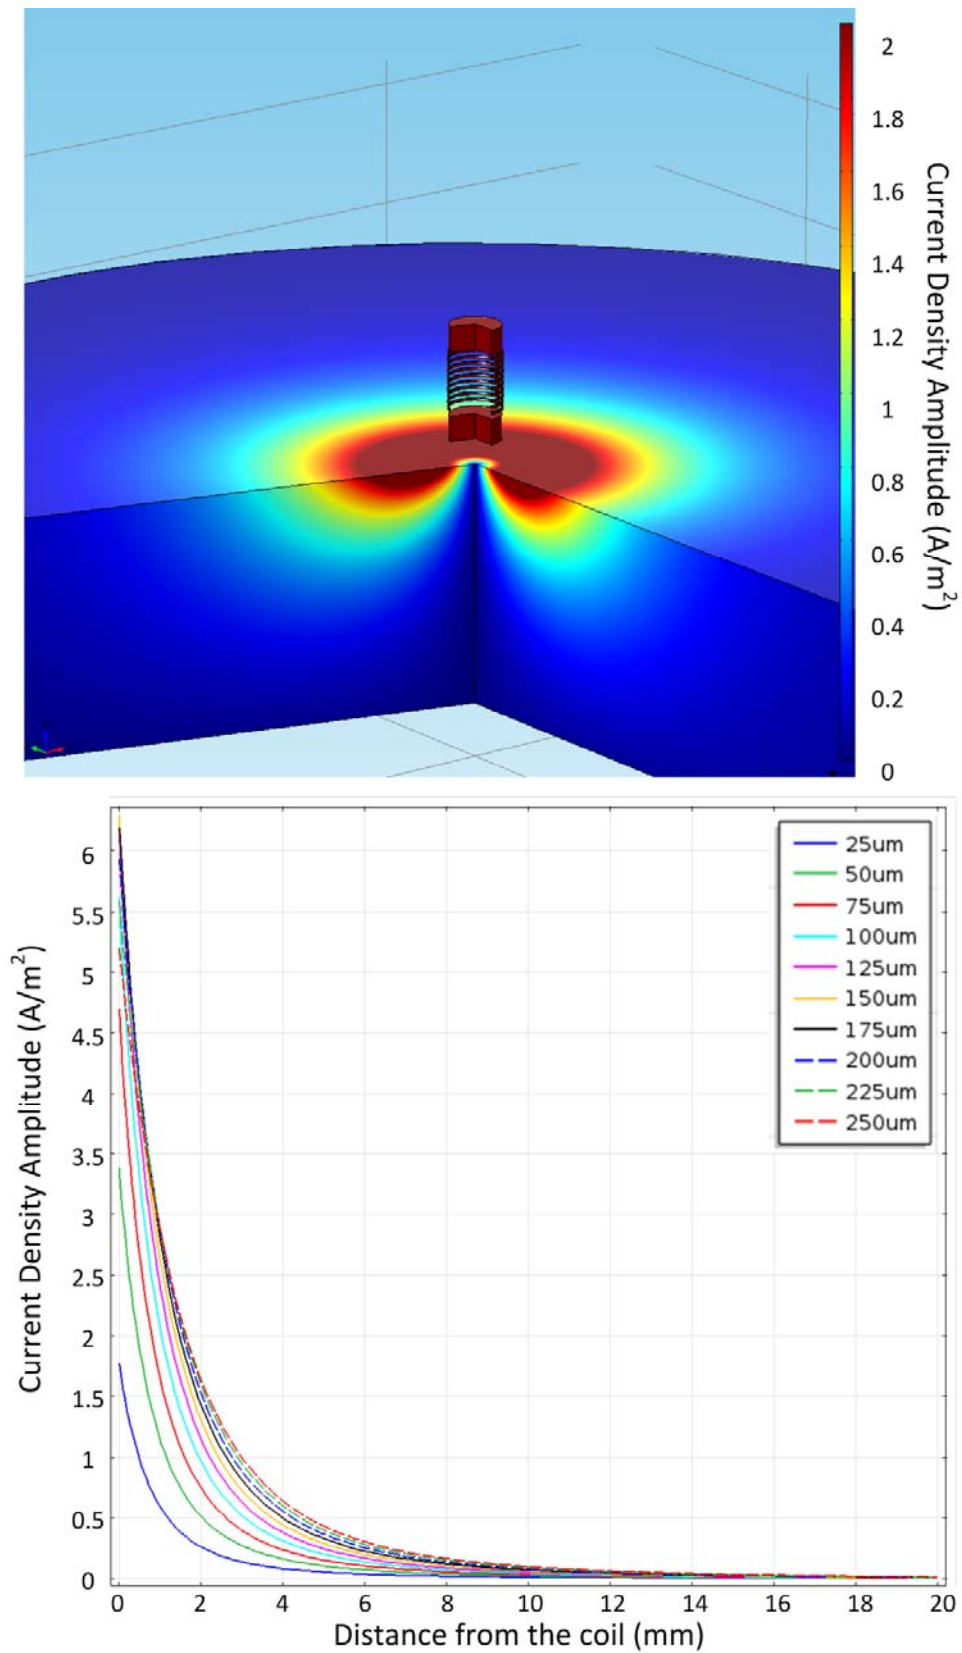 2
1.8
1.6
1.4
1.2
1
0.8
0.6
0.4
0.2
0
Current Density Amplitude (A/m²)
6
5.5
5
4.5
4
3.5
3
2.5
2
1.5
1
0.5
0
Current Density Amplitude (A/m²)
25um
50um
75um
100um
125um
150um
175um
200um
225um
250um
0 2 4 6 8 10 12 14 16 18 20
Distance from the coil (mm)